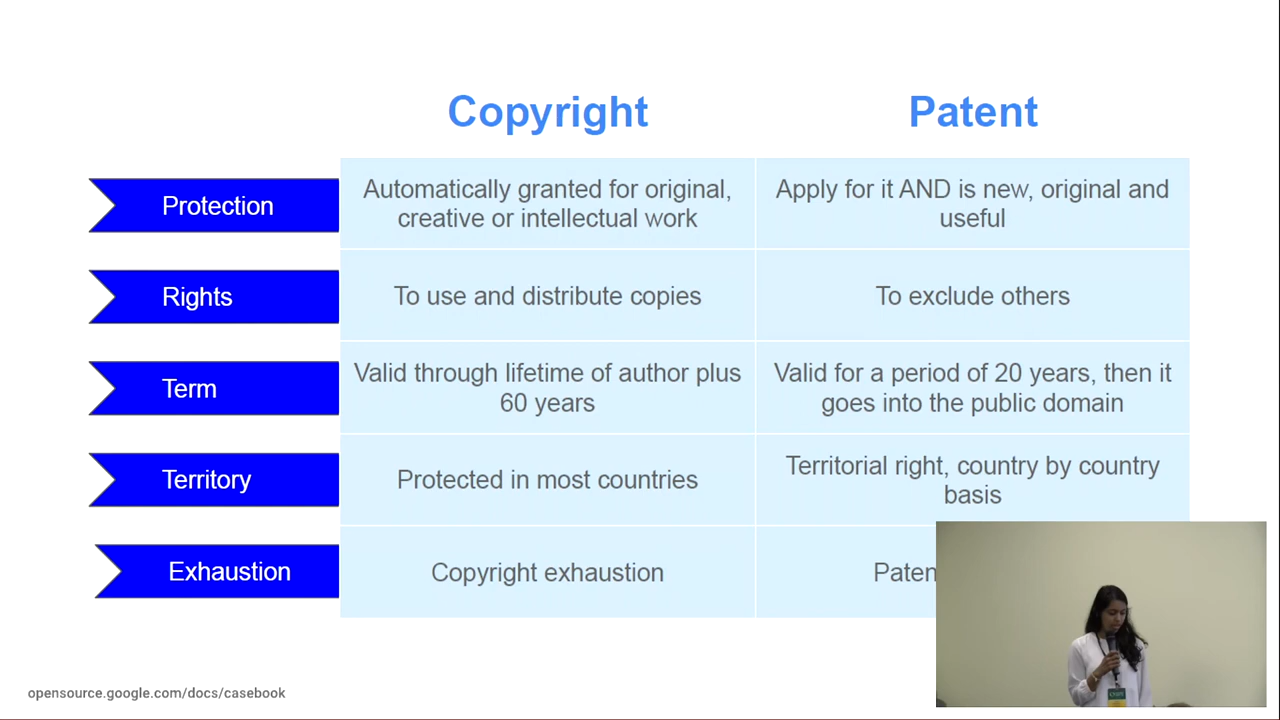 Copyright
Patent
Protection
Automatically granted for original,
creative or intellectual work
Apply for it AND is new, original and
useful
Rights
To use and distribute copies
To exclude others
Term
Valid through lifetime of author plus
60 years
Valid for a period of 20 years, then it
goes into the public domain
Territory
Protected in most countries
Territorial right, country by country
basis
Exhaustion
Copyright exhaustion
opensource.google.com/docs/casebook